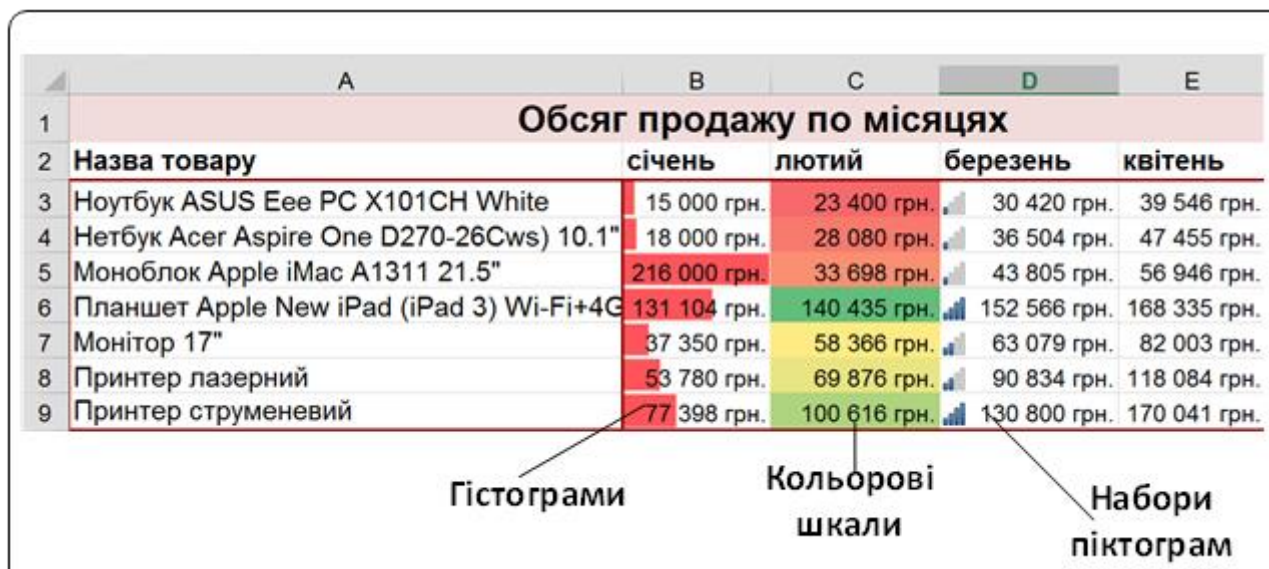 A B C D E
1 Обсяг продажу по місяцях
2 Назва товару січень лютий березень квітень
3 Ноутбук ASUS Eee PC X101CH White 15 000 грн. 23 400 грн. 30 420 грн. 39 546 грн.
4 Нетбук Acer Aspire One D270-26Cws) 10.1" 18 000 грн. 28 080 грн. 36 504 грн. 47 455 грн.
5 Моноблок Apple iMac A1311 21.5" 216 000 грн. 33 698 грн. 43 805 грн. 56 946 грн.
6 Планшет Apple New iPad (iPad 3) Wi-Fi+4G 131 104 грн. 140 435 грн. 152 566 грн. 168 335 грн.
7 Монітор 17" 37 350 грн. 58 366 грн. 63 079 грн. 82 003 грн.
8 Принтер лазерний 53 780 грн. 69 876 грн. 90 834 грн. 118 084 грн.
9 Принтер струменевий 77 398 грн. 100 616 грн. 130 800 грн. 170 041 грн.
Гістограми
Кольорові
шкали
Набори
піктограм